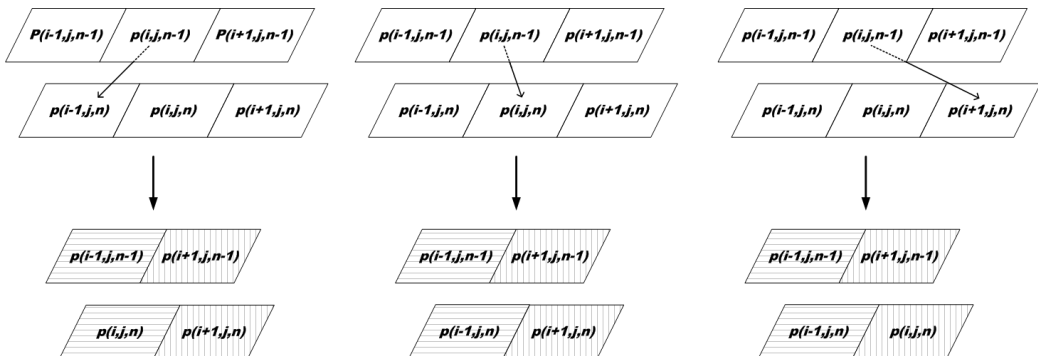 P(i-1,j,n-1) p(i,j,n-1) P(i+1,j,n-1) p(i-1,j,n-1) p(i,j,n-1) p(i+1,j,n-1) p(i-1,j,n-1) p(i,j,n-1) p(i+1,j,n-1)
p(i-1,j,n) p(i,j,n) p(i+1,j,n) p(i-1,j,n) p(i,j,n) p(i+1,j,n) p(i-1,j,n) p(i,j,n) p(i+1,j,n)
p(i-1,j,n-1) p(i+1,j,n-1) p(i-1,j,n-1) p(i+1,j,n-1) p(i-1,j,n-1) p(i+1,j,n-1)
p(i,j,n) p(i+1,j,n) p(i-1,j,n) p(i+1,j,n) p(i-1,j,n) p(i,j,n)